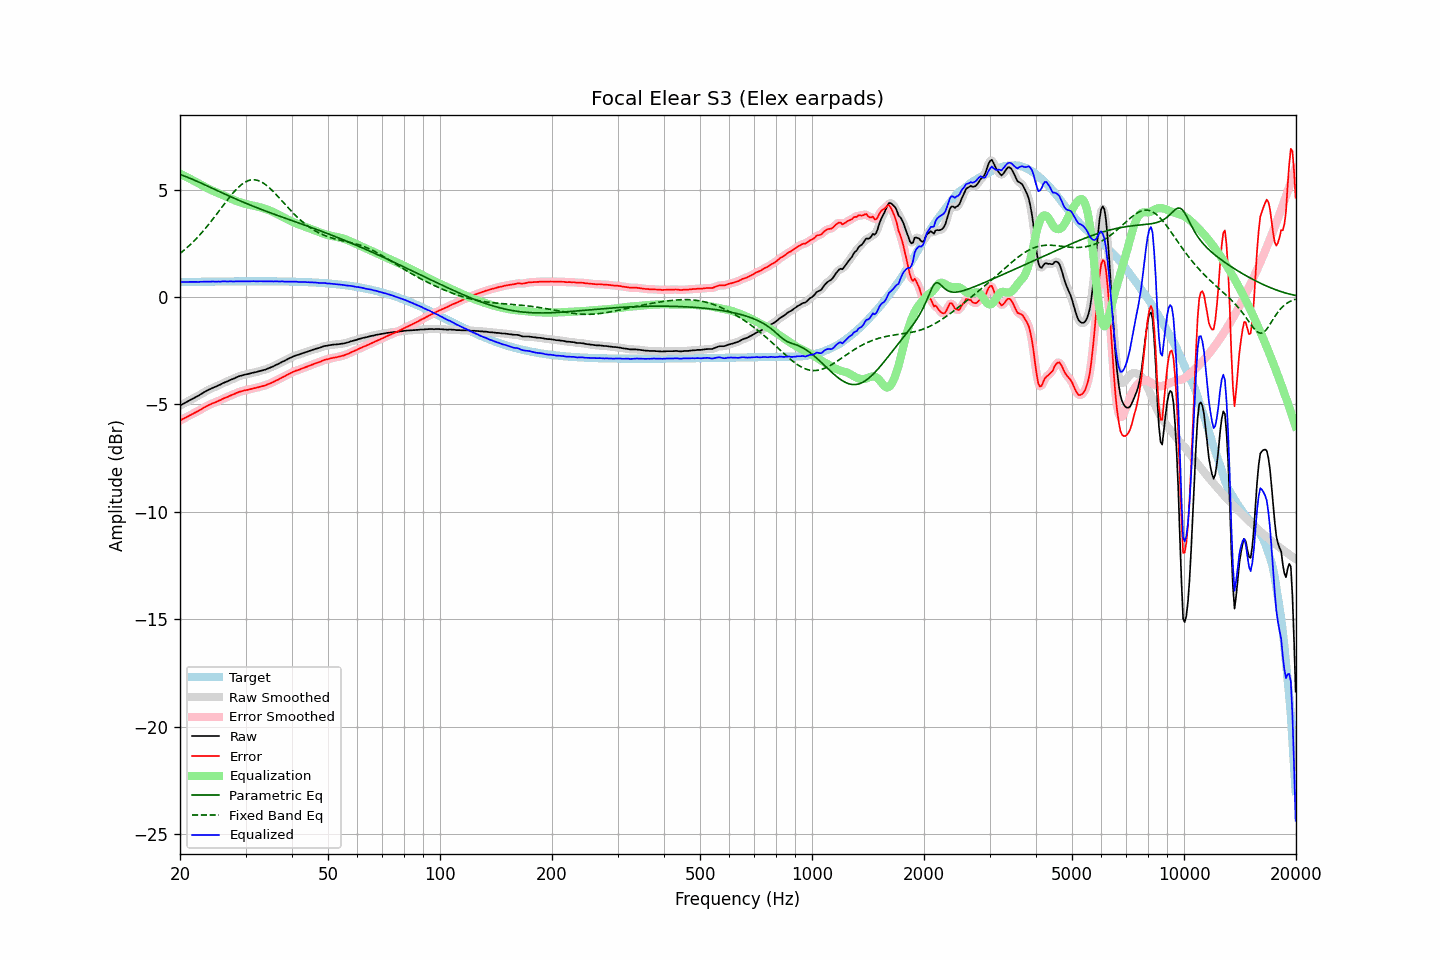 Focal Elear S3 (Elex earpads)
5
0
−5
−10
−15
−20
−25
Amplitude (dBr)
Target
Raw Smoothed
Error Smoothed
Raw
Error
Equalization
Parametric Eq
Fixed Band Eq
Equalized
20 50 100 200 500 1000 2000 5000 10000 20000
Frequency (Hz)